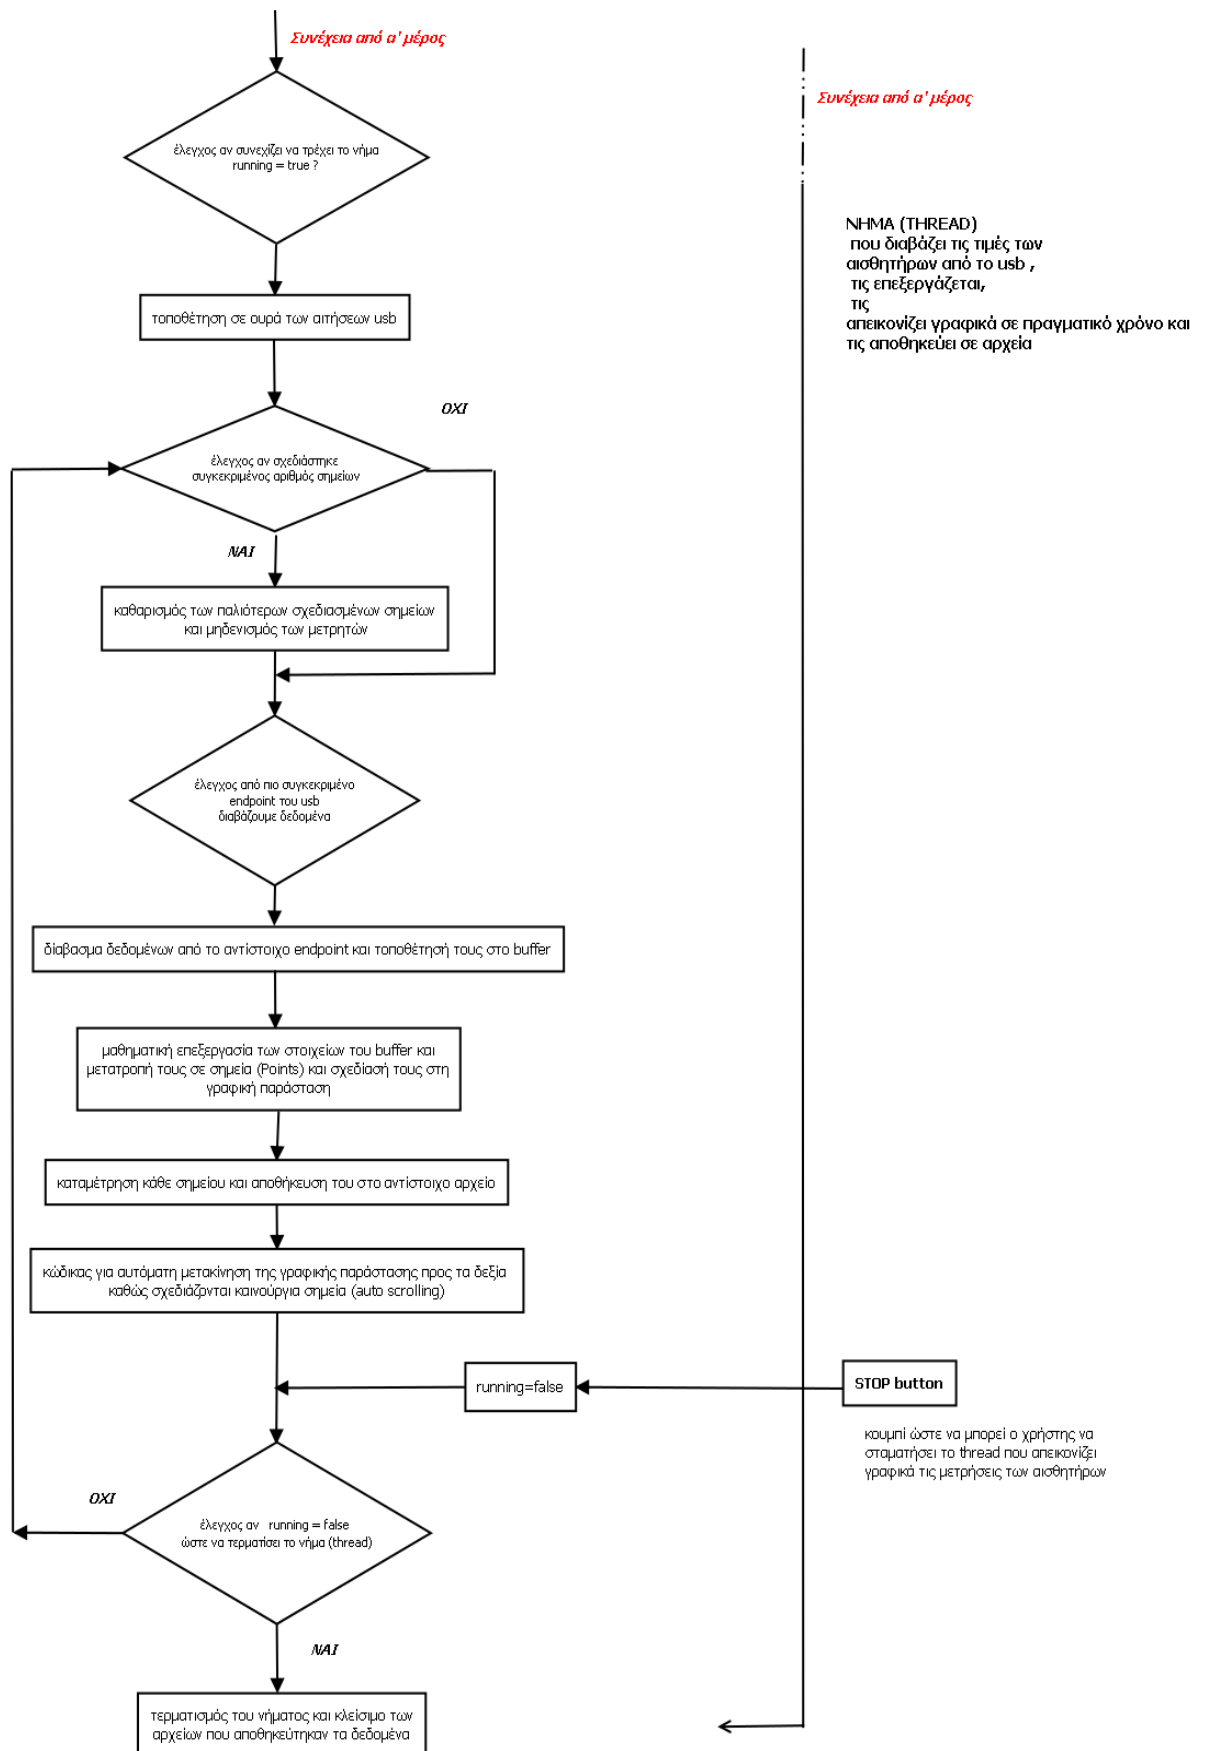 Συνέχεια από α' μέρος
Συνέχεια από α' μέρος
έλεγχος αν συνεχίζει να τρέχει το νήμα
running = true ?
ΝΗΜΑ (THREAD)
που διαβάζει τις τιμές των
αισθητήρων από το usb ,
τις επεξεργάζεται,
τις
απεικονίζει γραφικά σε πραγματικό χρόνο και
τις αποθηκεύει σε αρχεία
τοποθέτηση σε ουρά των αιτήσεων usb
ΟΧΙ
έλεγχος αν σχεδιάστηκε
συγκεκριμένος αριθμός σημείων
ΝΑΙ
καθαρισμός των παλιότερων σχεδιασμένων σημείων
και μηδενισμός των μετρητών
έλεγχος από πιο συγκεκριμένο
endpoint του usb
διαβάζουμε δεδομένα
διάβασμα δεδομένων από το αντίστοιχο endpoint και τοποθέτησή τους στο buffer
μαθηματική επεξεργασία των στοιχείων του buffer και
μετατροπή τους σε σημεία (Points) και σχεδιασή τους στη
γραφική παράσταση
καταμέτρηση κάθε σημείου και αποθήκευση του στο αντίστοιχο αρχείο
κώδικας για αυτόματη μετακίνηση της γραφικής παράστασης προς τα δεξία
καθώς σχεδιάζονται καινούργια σημεία (auto scrolling)
running=false
STOP button
κουμπί ώστε να μπορεί ο χρήστης να
σταματήσει το thread που απεικονίζει
γραφικά τις μετρήσεις των αισθητήρων
ΟΧΙ
έλεγχος αν running = false
ώστε να τερματίσει το νήμα (thread)
ΝΑΙ
τερματισμός του νήματος και κλείσιμο των
αρχείων που αποθηκεύτηκαν τα δεδομένα